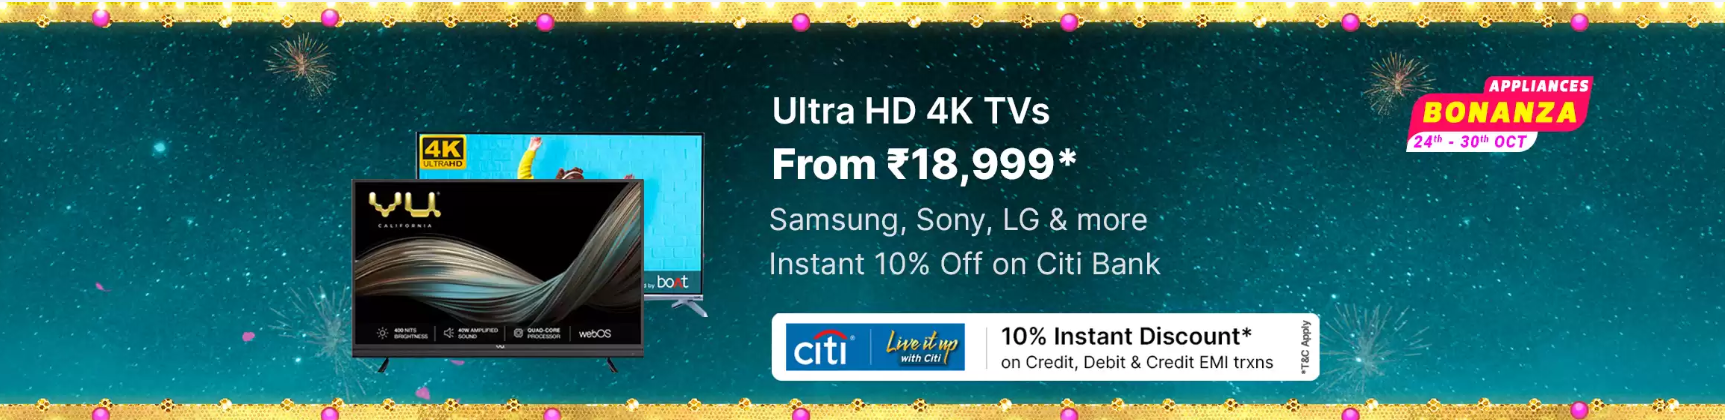 4K
ULTRAHD
VU
CALIFORNIA
by boAt
400 NITS
BRIGHTNESS
40W AMPLIFIED
SOUND
QUAD-CORE
PROCESSOR
webOS
VU
Ultra HD 4K TVs
From ₹18,999*
Samsung, Sony, LG & more
Instant 10% Off on Citi Bank
citi®
Live it up
with Citi
10% Instant Discount*
on Credit, Debit & Credit EMI trxns
*T&C Apply
APPLIANCES
BONANZA
24th - 30th OCT